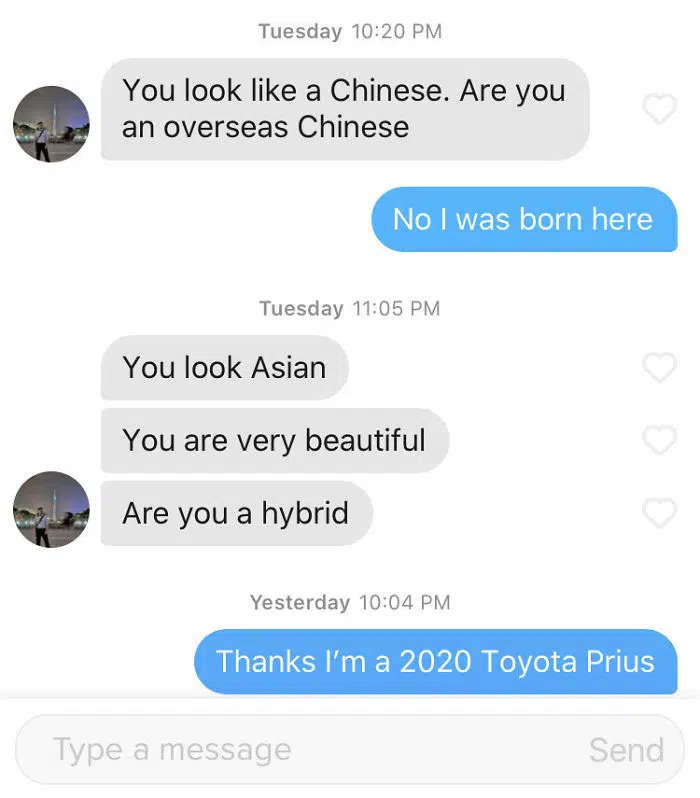 Tuesday 10:20 PM
You look like a Chinese. Are you
an overseas Chinese
No I was born here
Tuesday 11:05 PM
You look Asian
You are very beautiful
Are you a hybrid
Yesterday 10:04 PM
Thanks I’m a 2020 Toyota Prius
Type a message Send